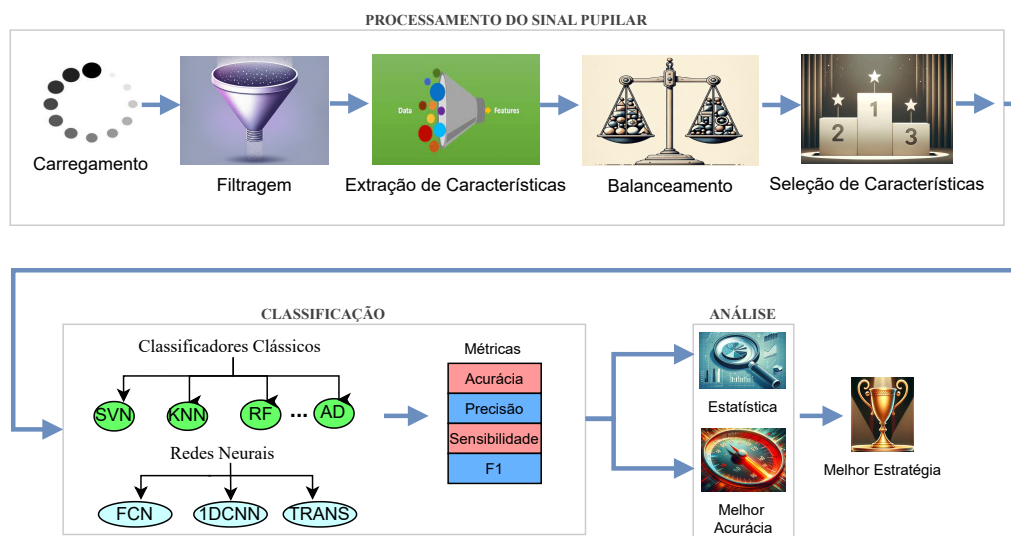 PROCESSAMENTO DO SINAL PUPILAR
Data
Features
2
1
3
Carregamento
Filtragem
Extração de Características
Balanceamento
Seleção de Características
CLASSIFICAÇÃO
ANÁLISE
Classificadores Clássicos
SVN
KNN
RF
...
AD
Redes Neurais
FCN
1DCNN
TRANS
Métricas
Acurácia
Precisão
Sensibilidade
F1
Estatística
Melhor
Acurácia
Melhor Estratégia